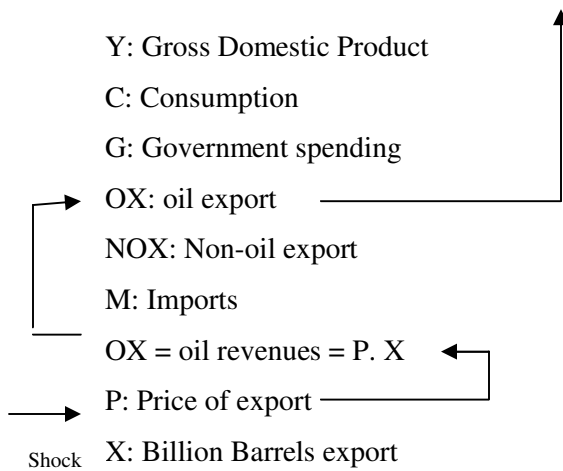 Y: Gross Domestic Product
C: Consumption
G: Government spending
OX: oil export
NOX: Non-oil export
M: Imports
OX = oil revenues = P. X
P: Price of export
Shock X: Billion Barrels export